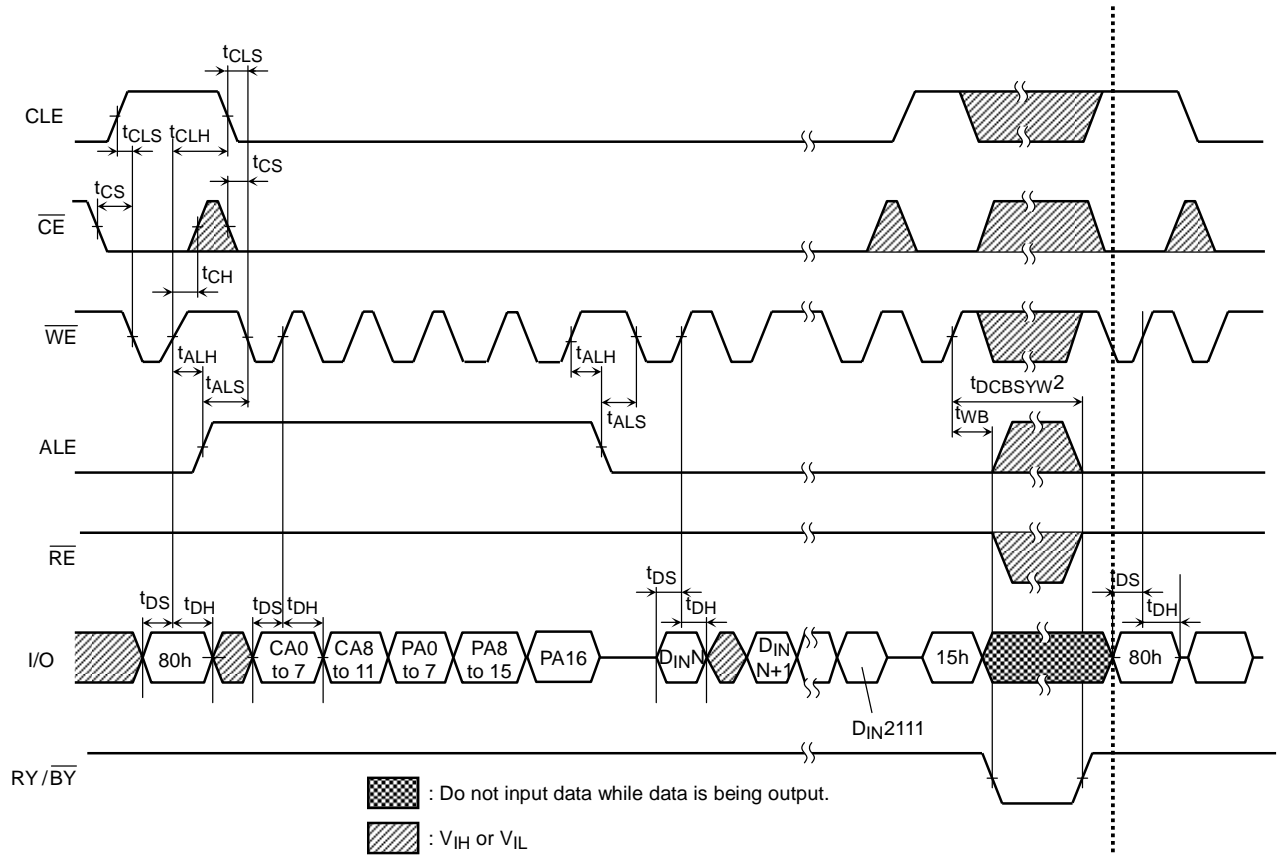 tCLS
CLE
tCLS
tCLH
tCS
tCS
CE
tCH
WE
tALH
tALH
tDCBSYW2
tALS
tALS
tWB
ALE
RE
tDS
tDH
tDS
tDH
tDS
tDH
tDS
tDH
I/O
80h
CA0
to 7
CA8
to 11
PA0
to 7
PA8
to 15
PA16
DINN
DIN
N+1
15h
80h
DIN2111
RY/BY
: Do not input data while data is being output.
: VIH or VIL